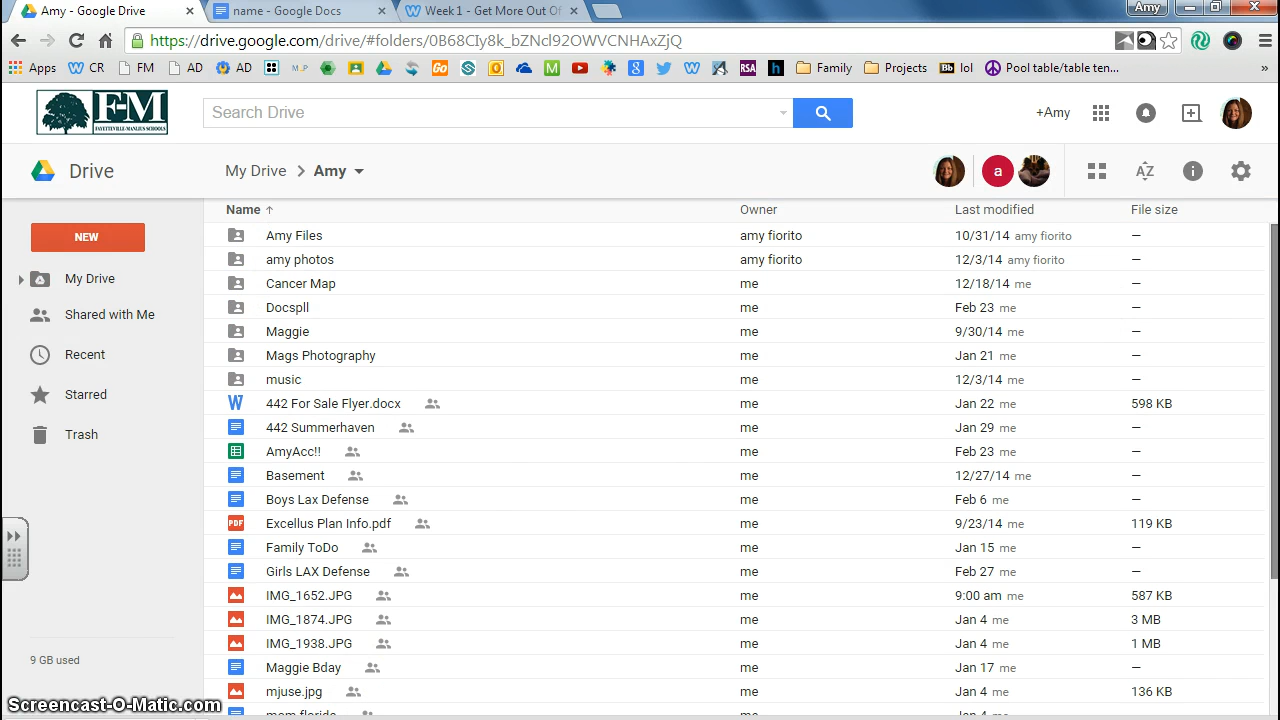 Amy - Google Drive
name - Google Docs
Week 1 - Get More Out Of
Amy
https://drive.google.com/drive/#folders/
Apps CR FM AD AD Go M RSA h Family Projects Bb lol Pool table/table ten... »
F-M
FAYETTEVILLE-MANLIUS SCHOOLS
Search Drive
+Amy
Drive
My Drive > Amy
a
AZ
Name ↑ Owner Last modified File size
NEW
My Drive
Shared with Me
Recent
Starred
Trash
9 GB used
Amy Files amy fiorito 10/31/14 amy fiorito —
amy photos amy fiorito 12/3/14 amy fiorito —
Cancer Map me 12/18/14 me —
Docspll me Feb 23 me —
Maggie me 9/30/14 me —
Mags Photography me Jan 21 me —
music me 12/3/14 me —
W 442 For Sale Flyer.docx me Jan 22 me 598 KB
442 Summerhaven me Jan 29 me —
AmyAcc!! me Feb 23 me —
Basement me 12/27/14 me —
Boys Lax Defense me Feb 6 me —
PDF Excellus Plan Info.pdf me 9/23/14 me 119 KB
Family ToDo me Jan 15 me —
Girls LAX Defense me Feb 27 me —
IMG_1652.JPG me 9:00 am me 587 KB
IMG_1874.JPG me Jan 4 me 3 MB
IMG_1938.JPG me Jan 4 me 1 MB
Maggie Bday me Jan 17 me —
mjuse.jpg me Jan 4 me 136 KB
Screencast-O-Matic.com